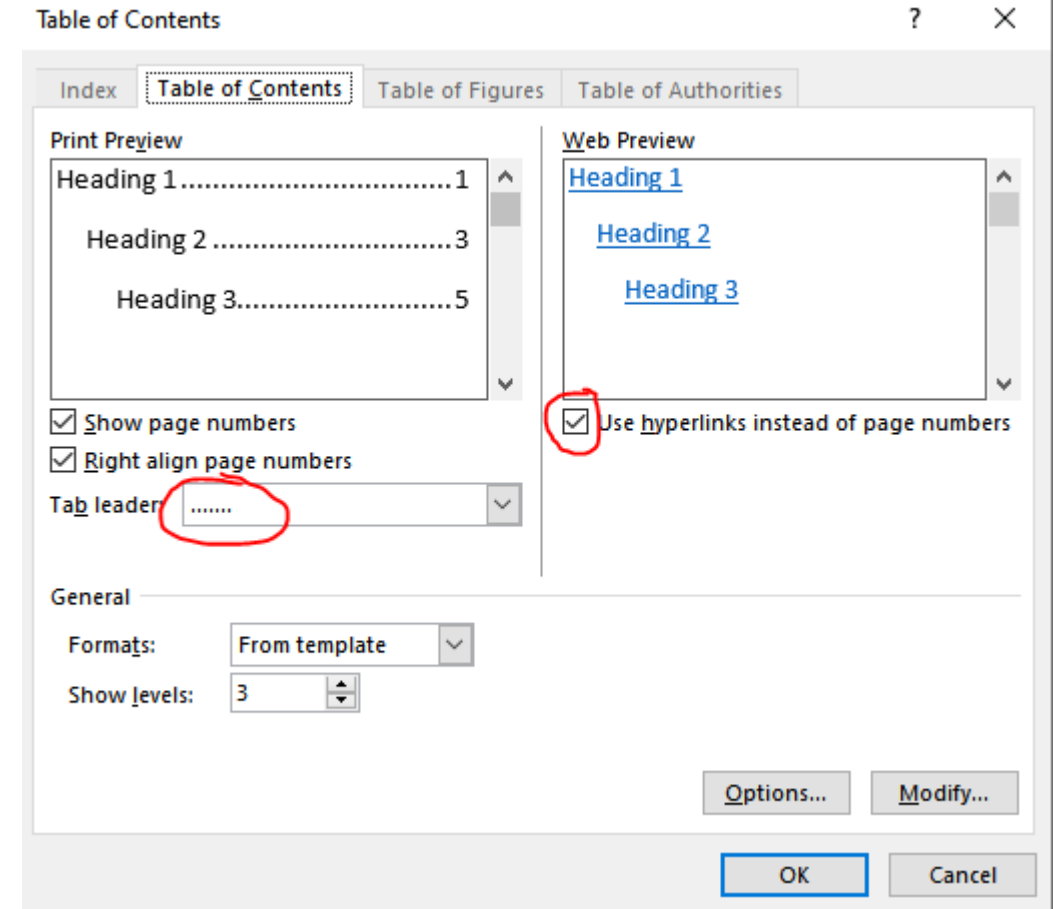 Table of Contents ? ✕
Index Table of Contents Table of Figures Table of Authorities
Print Preview
Heading 1..................................1
Heading 2 ..............................3
Heading 3...........................5
Show page numbers
Right align page numbers
Tab leader: .......
Web Preview
Heading 1
Heading 2
Heading 3
Use hyperlinks instead of page numbers
General
Formats: From template
Show levels: 3
Options... Modify...
OK Cancel